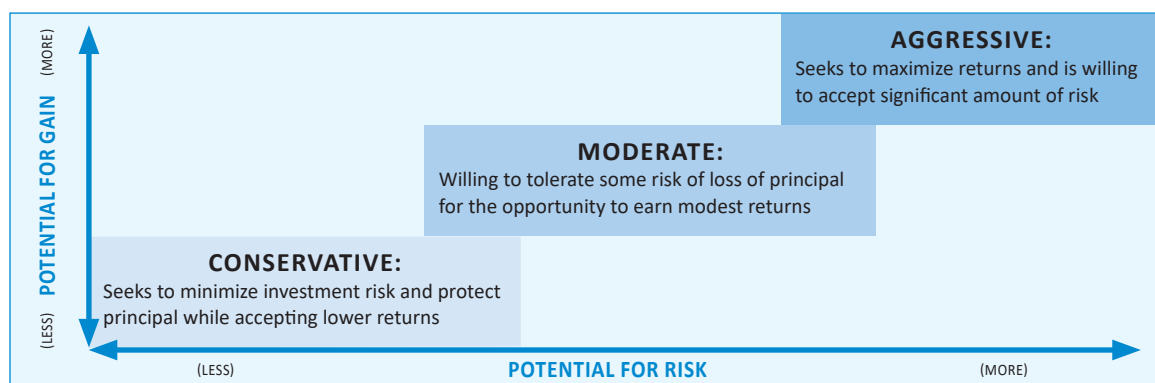 (MORE)
POTENTIAL FOR GAIN
(LESS)
AGGRESSIVE:
Seeks to maximize returns and is willing
to accept significant amount of risk
MODERATE:
Willing to tolerate some risk of loss of principal
for the opportunity to earn modest returns
CONSERVATIVE:
Seeks to minimize investment risk and protect
principal while accepting lower returns
(LESS)
POTENTIAL FOR RISK
(MORE)